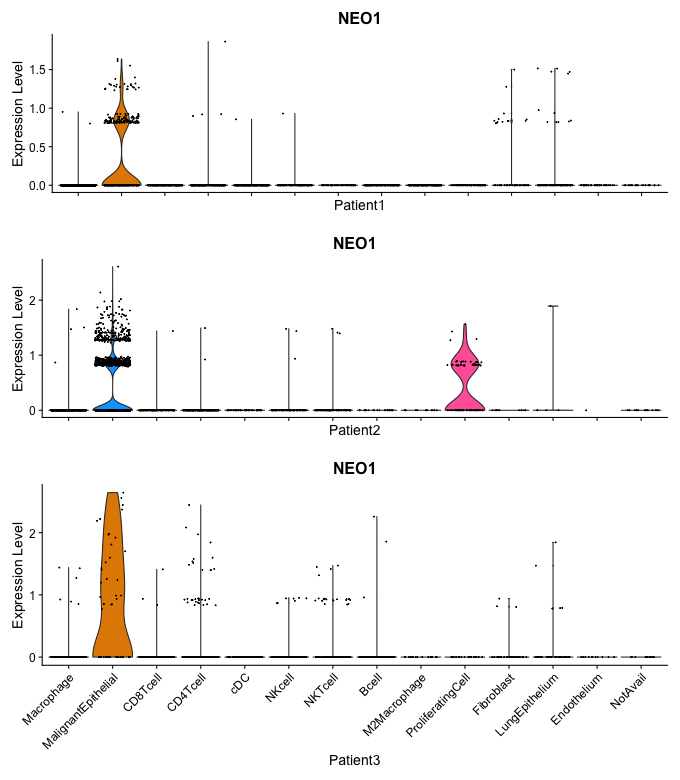 NEO1
Expression Level
1.5
1.0
0.5
0.0
Patient1
NEO1
Expression Level
2
1
0
Patient2
NEO1
Expression Level
2
1
0
Macrophage
MalignantEpithelial
CD8Tcell
CD4Tcell
cDC
NKcell
NKTcell
Bcell
M2Macrophage
ProliferatingCell
Fibroblast
LungEpithelium
Endothelium
NotAvail
Patient3